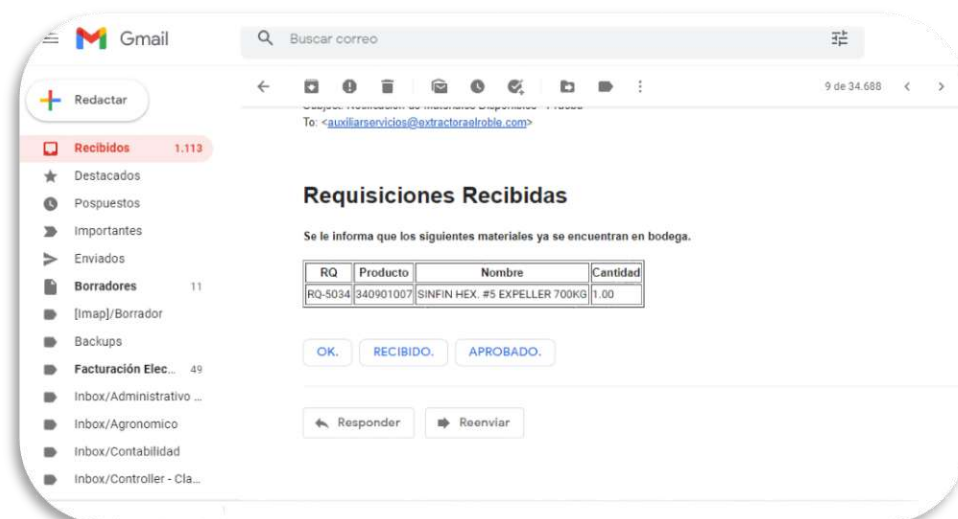 Gmail
Buscar correo
Redactar
9 de 34.688
To: <auxiliarservicios@extractoraelroble.com>
Recibidos 1.113
Destacados
Pospuestos
Importantes
Enviados
Borradores 11
[Imap]/Borrador
Backups
Facturación Elec... 49
Inbox/Administrativo ...
Inbox/Agronomico
Inbox/Contabilidad
Inbox/Controller - Cla...
Requisiciones Recibidas
Se le informa que los siguientes materiales ya se encuentran en bodega.
RQ Producto Nombre Cantidad
RQ-5034 340901007 SINFIN HEX. #5 EXPELLER 700KG 1.00
OK. RECIBIDO. APROBADO.
Responder Reenviar